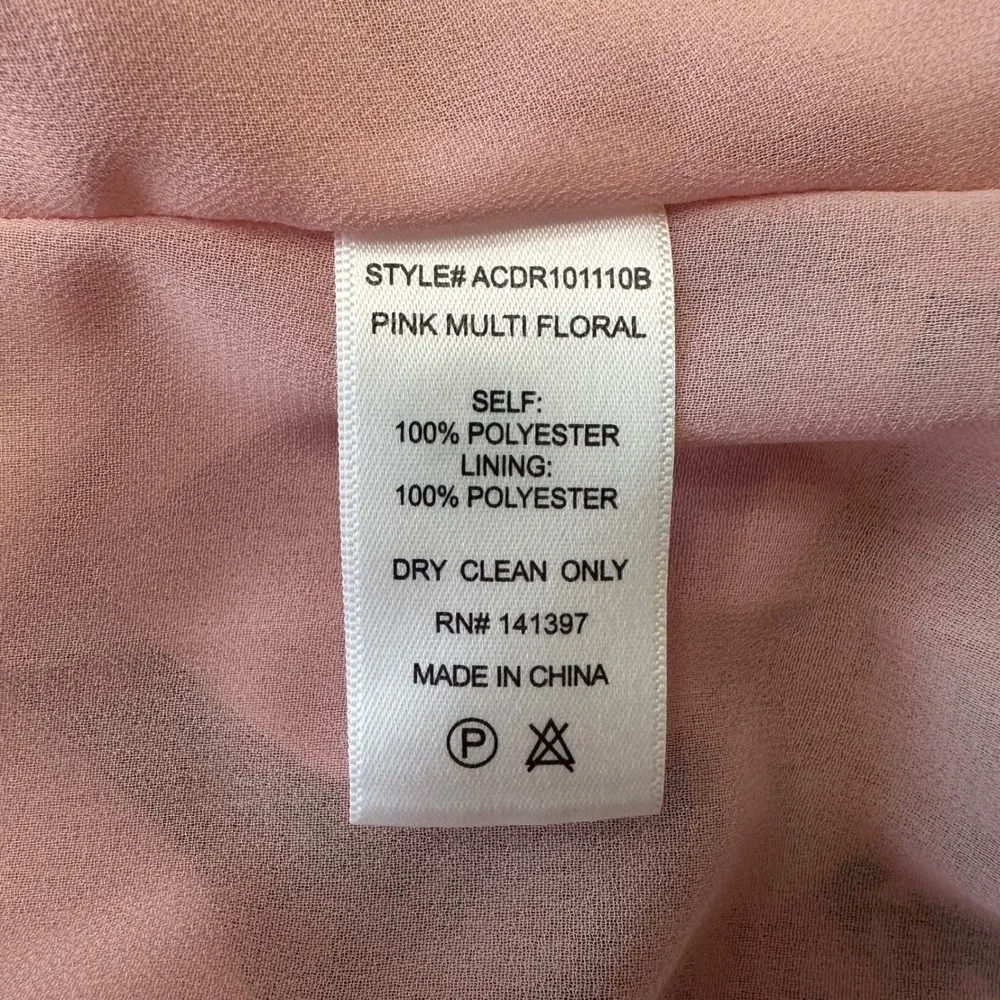 STYLE# ACDR101110B
PINK MULTI FLORAL
SELF:
100% POLYESTER
LINING:
100% POLYESTER
DRY CLEAN ONLY
RN# 141397
MADE IN CHINA
P